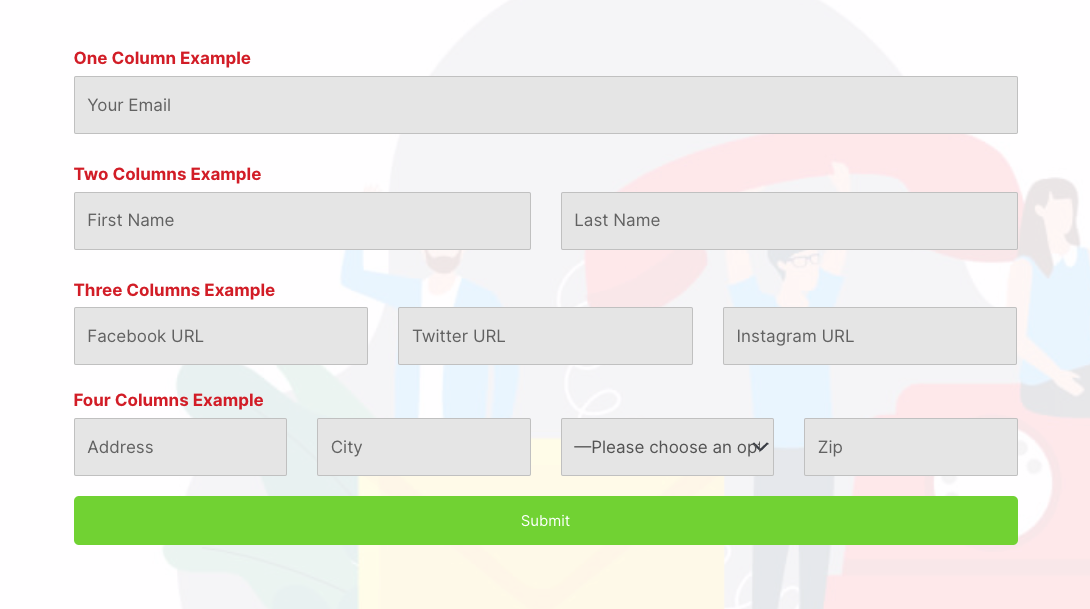 One Column Example
Your Email
Two Columns Example
First Name Last Name
Three Columns Example
Facebook URL Twitter URL Instagram URL
Four Columns Example
Address City —Please choose an op Zip
Submit